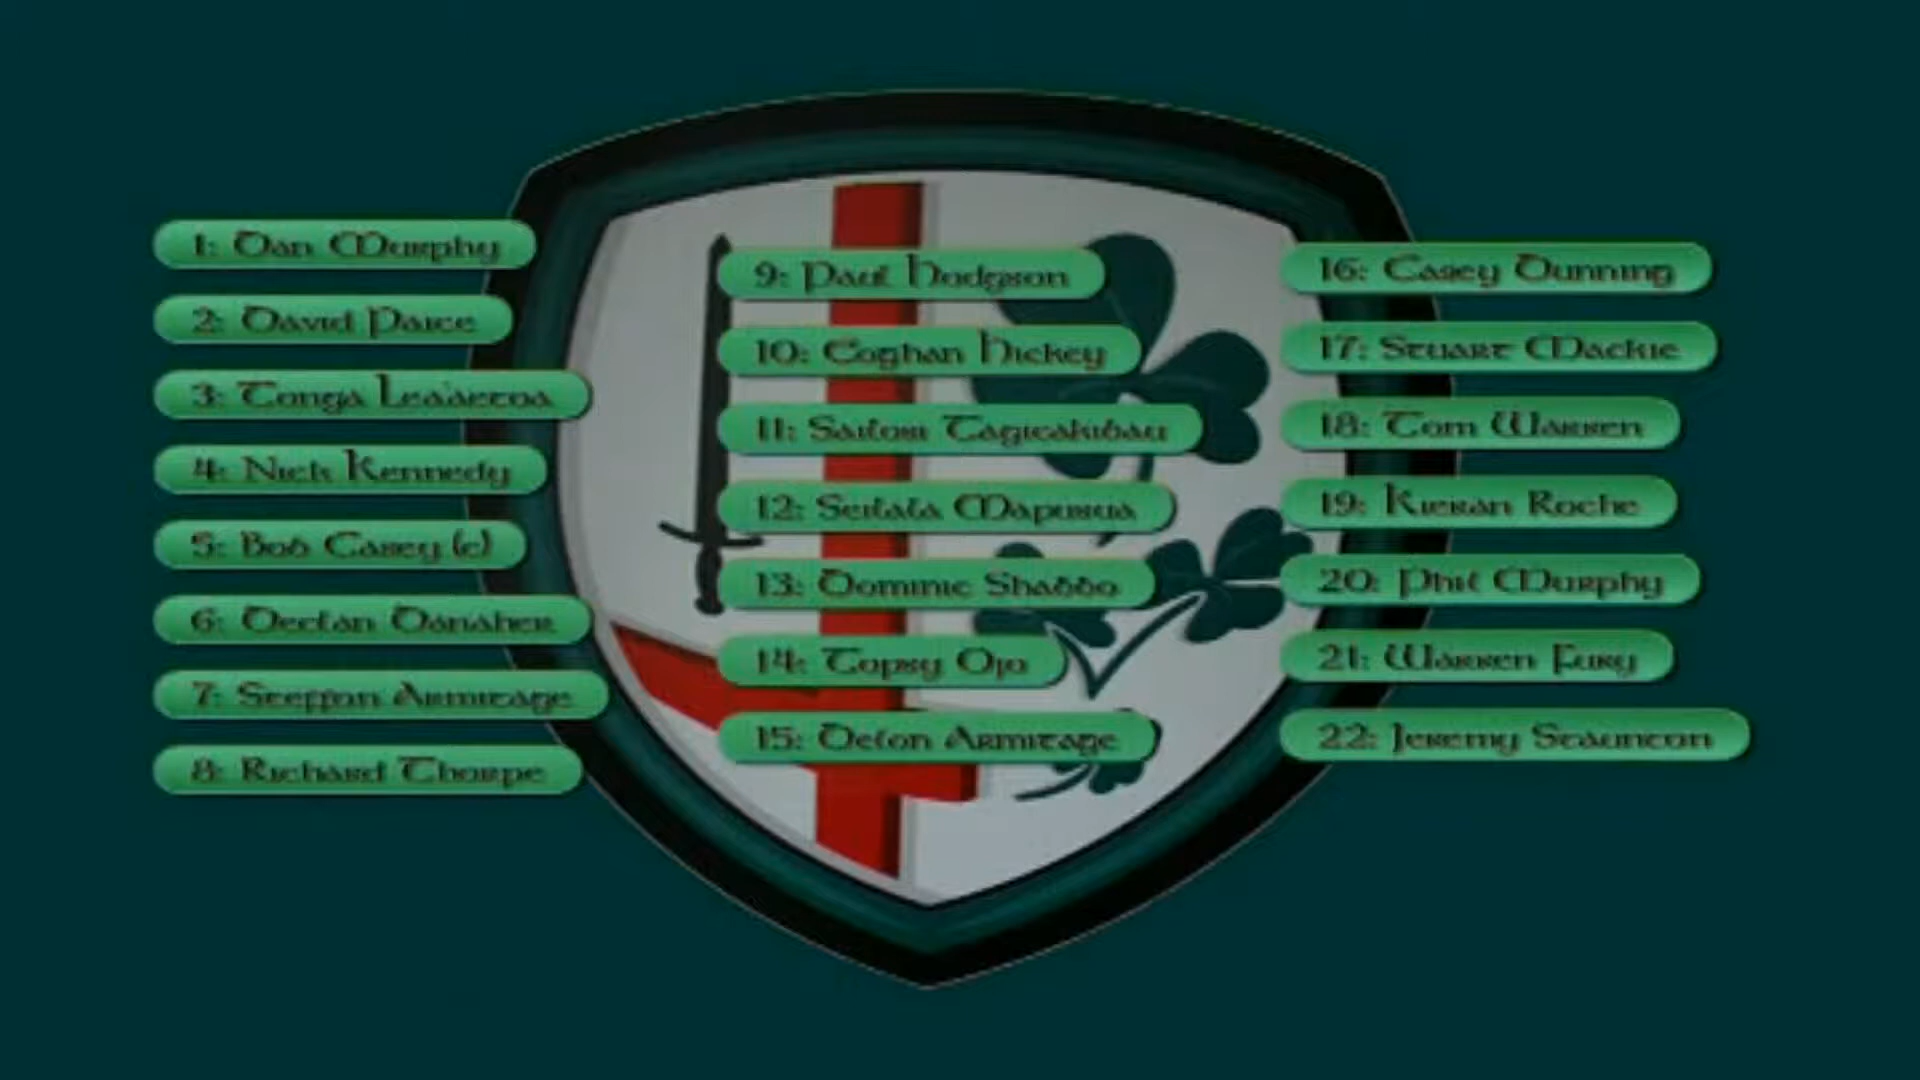 1: Dan Murphy
2: David Paice
3: Tonga Lea'aetoa
4: Nick Kennedy
5: Bob Casey (c)
6: Declan Danaher
7: Steffon Armitage
8: Richard Thorpe
9: Paul Hodgson
10: Eoghan Hickey
11: Sailosi Tagicakibau
12: Seilala Mapusua
13: Dominic Shabbo
14: Topsy Ojo
15: Delon Armitage
16: Casey Dunning
17: Stuart Mackie
18: Tom Warren
19: Kieran Roche
20: Phil Murphy
21: Warren Fury
22: Jeremy Staunton